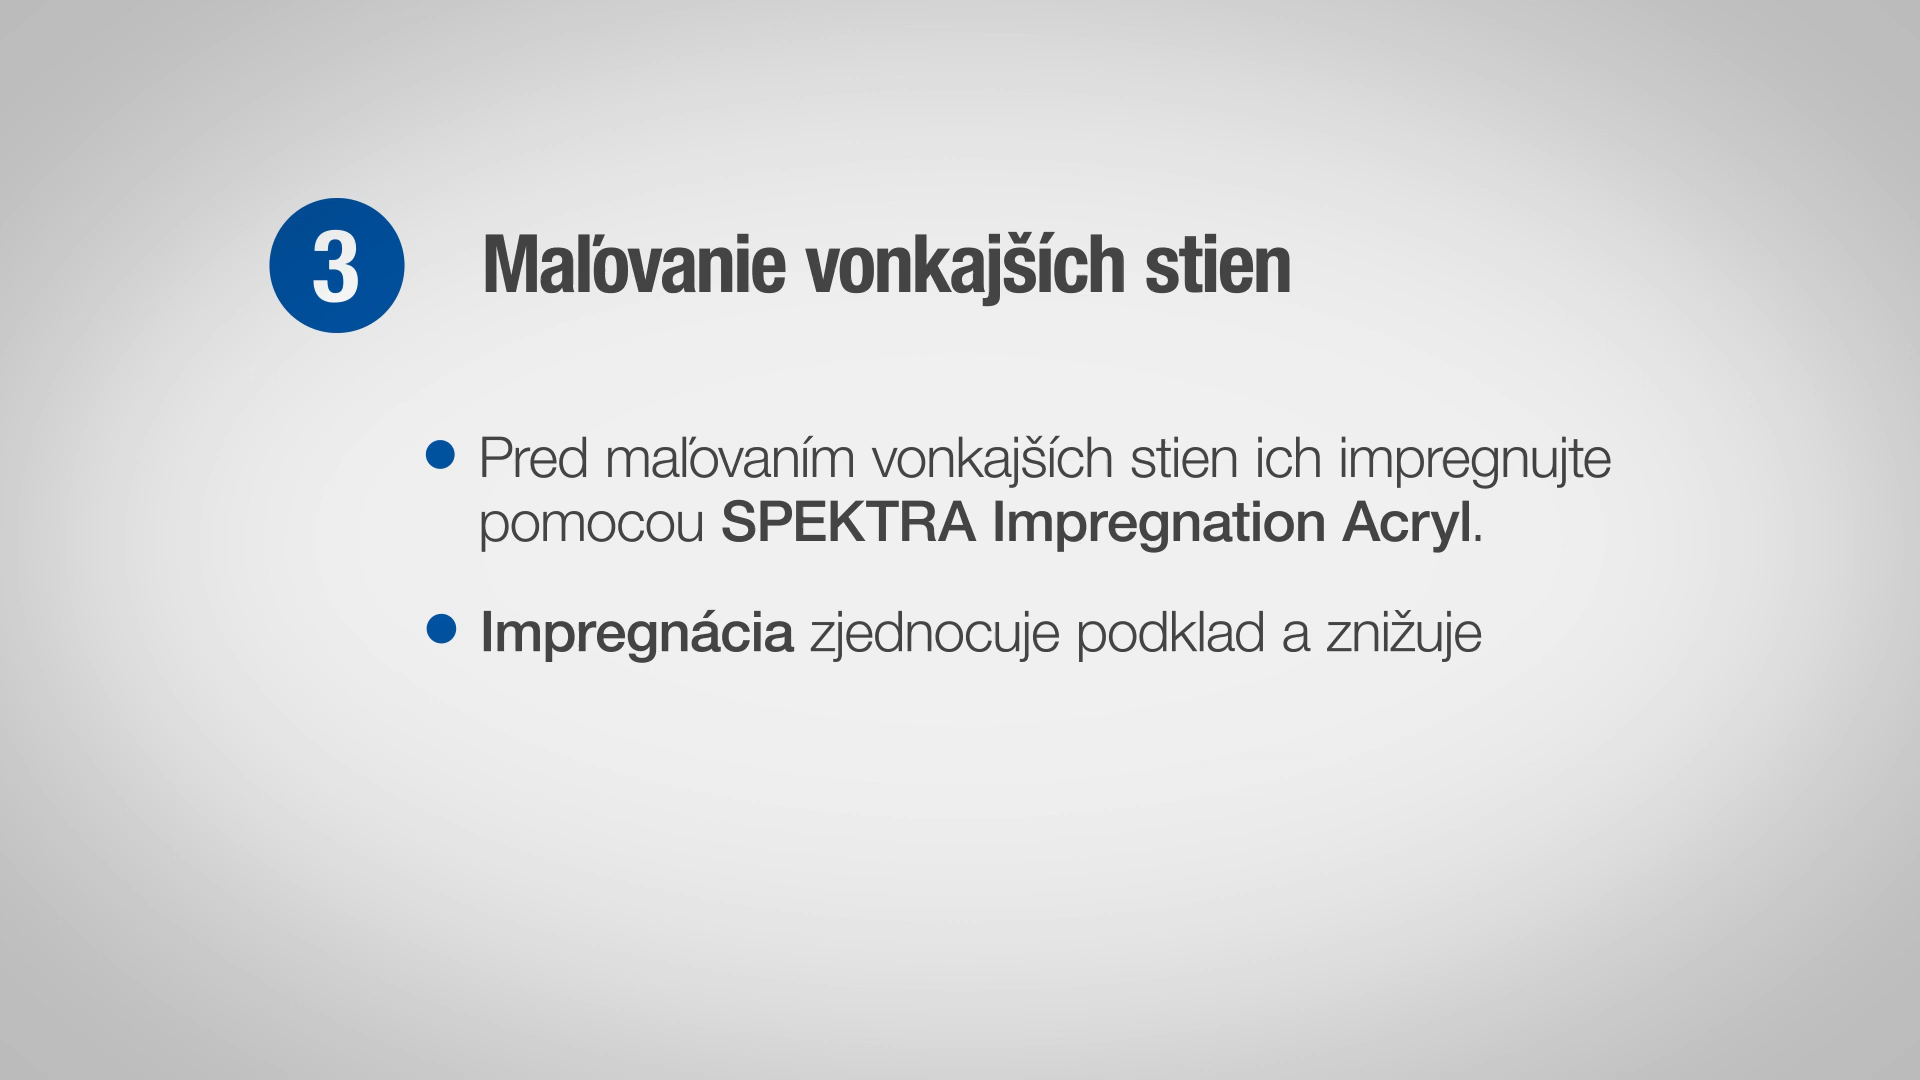 3 Maľovanie vonkajších stien
Pred maľovaním vonkajších stien ich impregnujte
pomocou SPEKTRA Impregnation Acryl.
Impregnácia zjednocuje podklad a znižuje